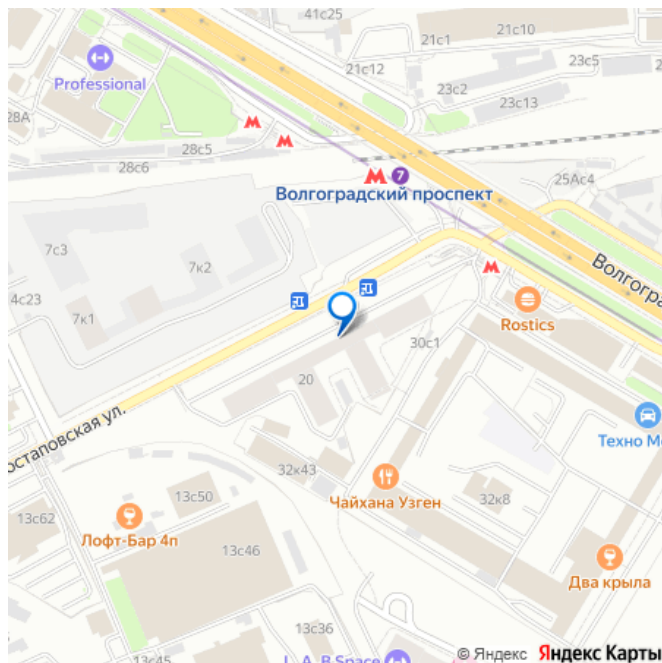 41с25
21с1
23с5
21с12
Professional
23с2
23с13
28А
28с5
28с6
7
25Ас4
Волгоградский проспект
7с3
7к2
Волгогра
4с23
7к1
Rostics
30с1
20
Техно М
остаповская ул.
32к43
13с50
Чайхана Узген
32к8
13с62
Лофт-Бар 4п
13с46
Два крыла
13с36
13с45
L. A. B Space
© Яндекс Яндекс Карты